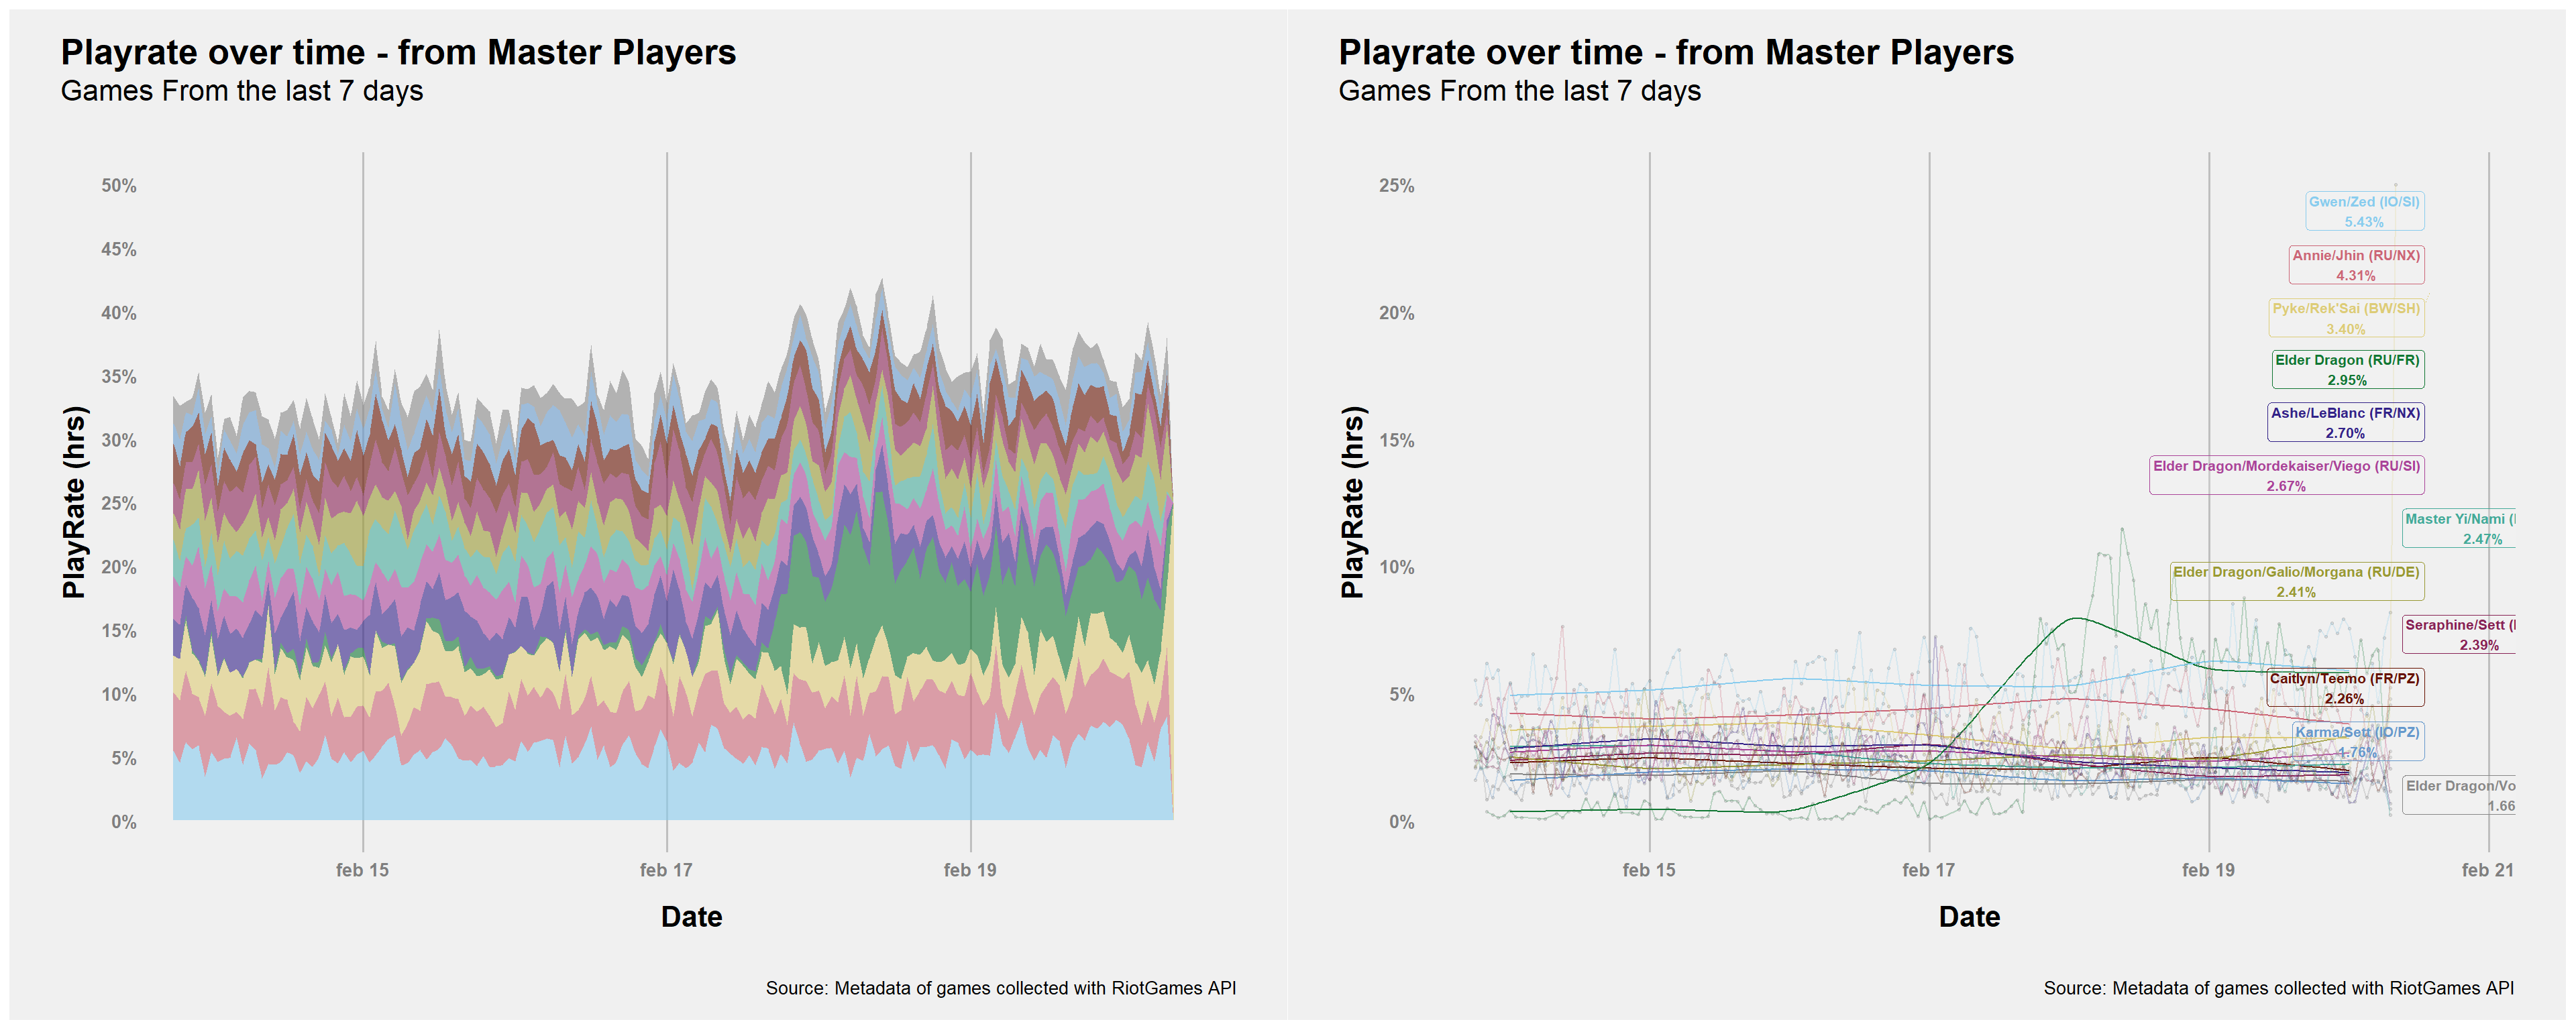 Playrate over time - from Master Players
Games From the last 7 days
50%
45%
40%
35%
30%
25%
20%
15%
10%
5%
0%
PlayRate (hrs)
feb 15
feb 17
feb 19
Date
Source: Metadata of games collected with RiotGames API
Playrate over time - from Master Players
Games From the last 7 days
25%
20%
15%
10%
5%
0%
PlayRate (hrs)
Gwen/Zed (IO/SI)
5.43%
Annie/Jhin (RU/NX)
4.31%
Pyke/Rek'Sai (BW/SH)
3.40%
Elder Dragon (RU/FR)
2.95%
Ashe/LeBlanc (FR/NX)
2.70%
Elder Dragon/Mordekaiser/Viego (RU/SI)
2.67%
Master Yi/Nami (
2.47%
Elder Dragon/Galio/Morgana (RU/DE)
2.41%
Seraphine/Sett (
2.39%
Caitlyn/Teemo (FR/PZ)
2.26%
Karma/Sett (IO/PZ)
1.76%
Elder Dragon/Vo
1.66
feb 15
feb 17
feb 19
feb 21
Date
Source: Metadata of games collected with RiotGames API